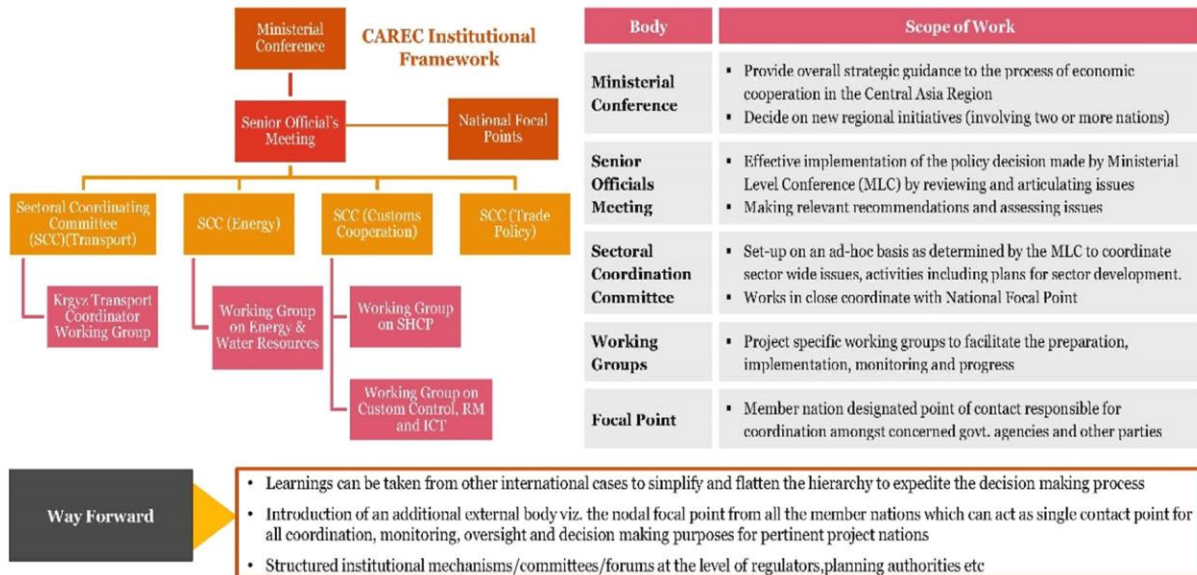 Ministerial
Conference
CAREC Institutional
Framework
Senior Official's
Meeting
National Focal
Points
Sectoral Coordinating
Committee
(SCC)(Transport)
SCC (Energy)
SCC (Customs
Cooperation)
SCC (Trade
Policy)
Krgyz Transport
Coordinator
Working Group
Working Group
on Energy &
Water Resources
Working Group
on SHCP
Working Group on
Custom Control, RM
and ICT
Body
Scope of Work
Ministerial
Conference
▪ Provide overall strategic guidance to the process of economic
cooperation in the Central Asia Region
▪ Decide on new regional initiatives (involving two or more nations)
Senior
Officials
Meeting
▪ Effective implementation of the policy decision made by Ministerial
Level Conference (MLC) by reviewing and articulating issues
▪ Making relevant recommendations and assessing issues
Sectoral
Coordination
Committee
▪ Set-up on an ad-hoc basis as determined by the MLC to coordinate
sector wide issues, activities including plans for sector development.
▪ Works in close coordinate with National Focal Point
Working
Groups
▪ Project specific working groups to facilitate the preparation,
implementation, monitoring and progress
Focal Point
▪ Member nation designated point of contact responsible for
coordination amongst concerned govt. agencies and other parties
Way Forward
• Learnings can be taken from other international cases to simplify and flatten the hierarchy to expedite the decision making process
• Introduction of an additional external body viz. the nodal focal point from all the member nations which can act as single contact point for
all coordination, monitoring, oversight and decision making purposes for pertinent project nations
• Structured institutional mechanisms/committees/forums at the level of regulators,planning authorities etc